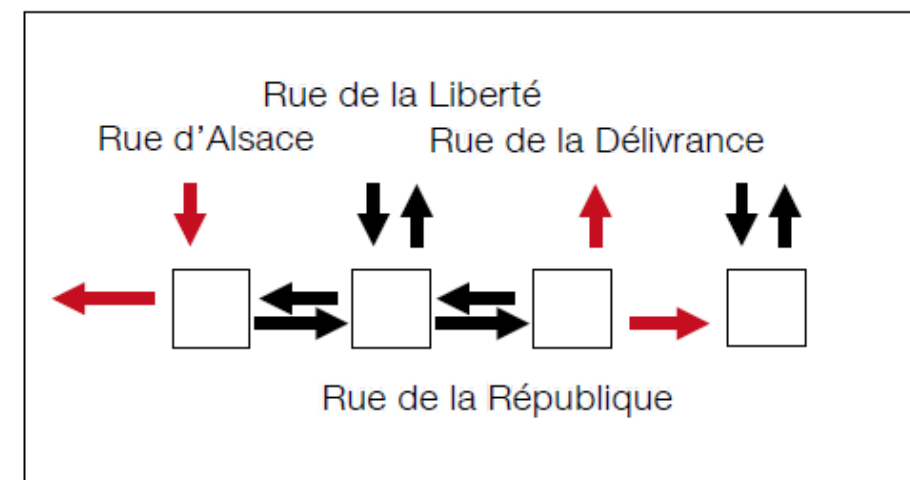 Rue de la Liberté
Rue d'Alsace
Rue de la Délivrance
Rue de la République